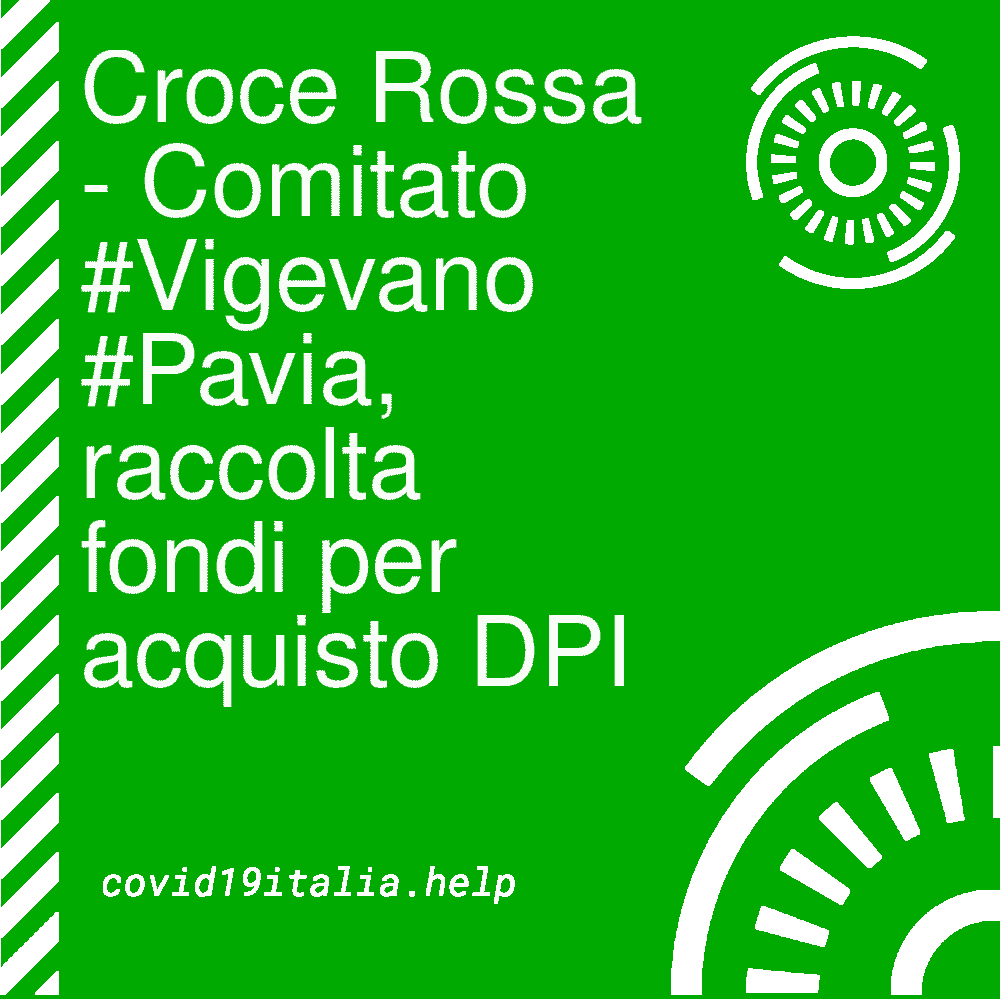 Croce Rossa
- Comitato
#Vigevano
#Pavia,
raccolta
fondi per
acquisto DPI
covid19italia.help